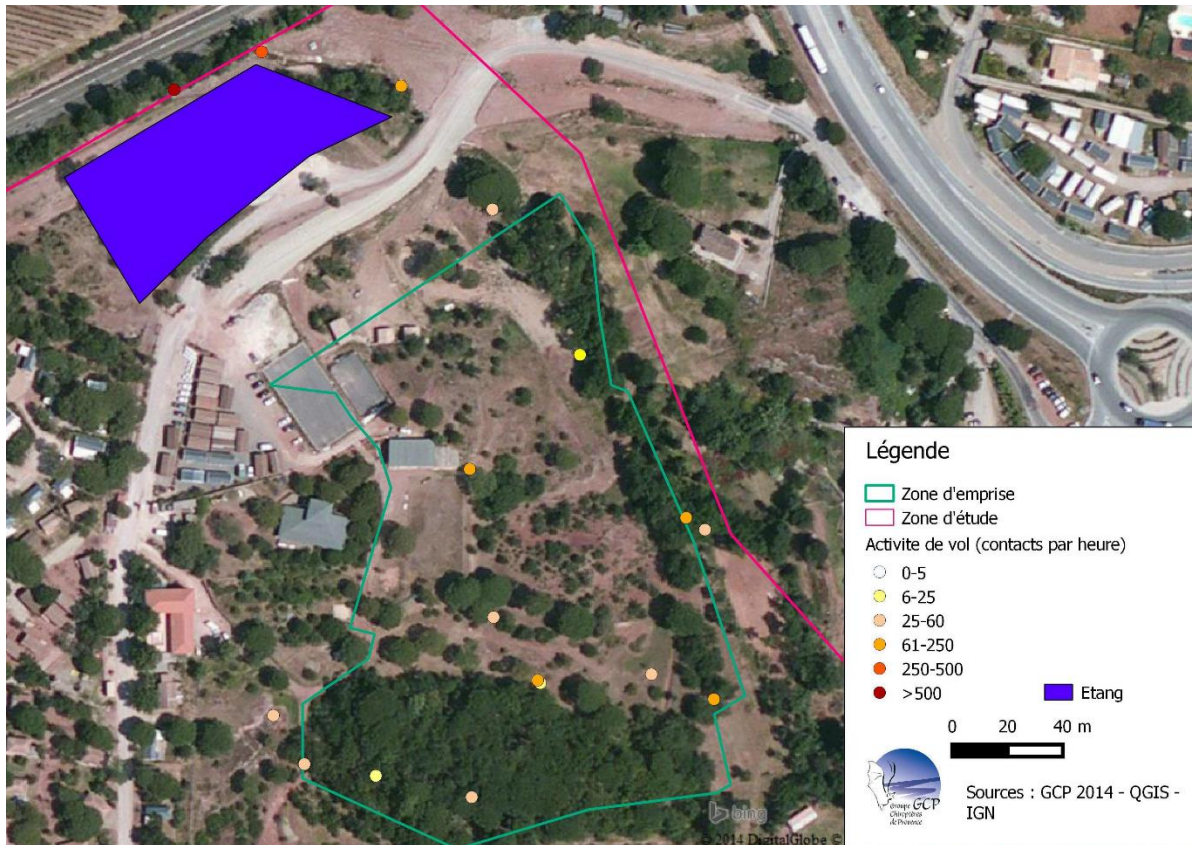 Légende
Zone d'emprise
Zone d'étude
Activite de vol (contacts par heure)
0-5
6-25
25-60
61-250
250-500
>500
Etang
0 20 40 m
Groupe GCP
Chiroptères
de Provence
Sources : GCP 2014 - QGIS -
IGN
bing
© 2014 DigitalGlobe ©